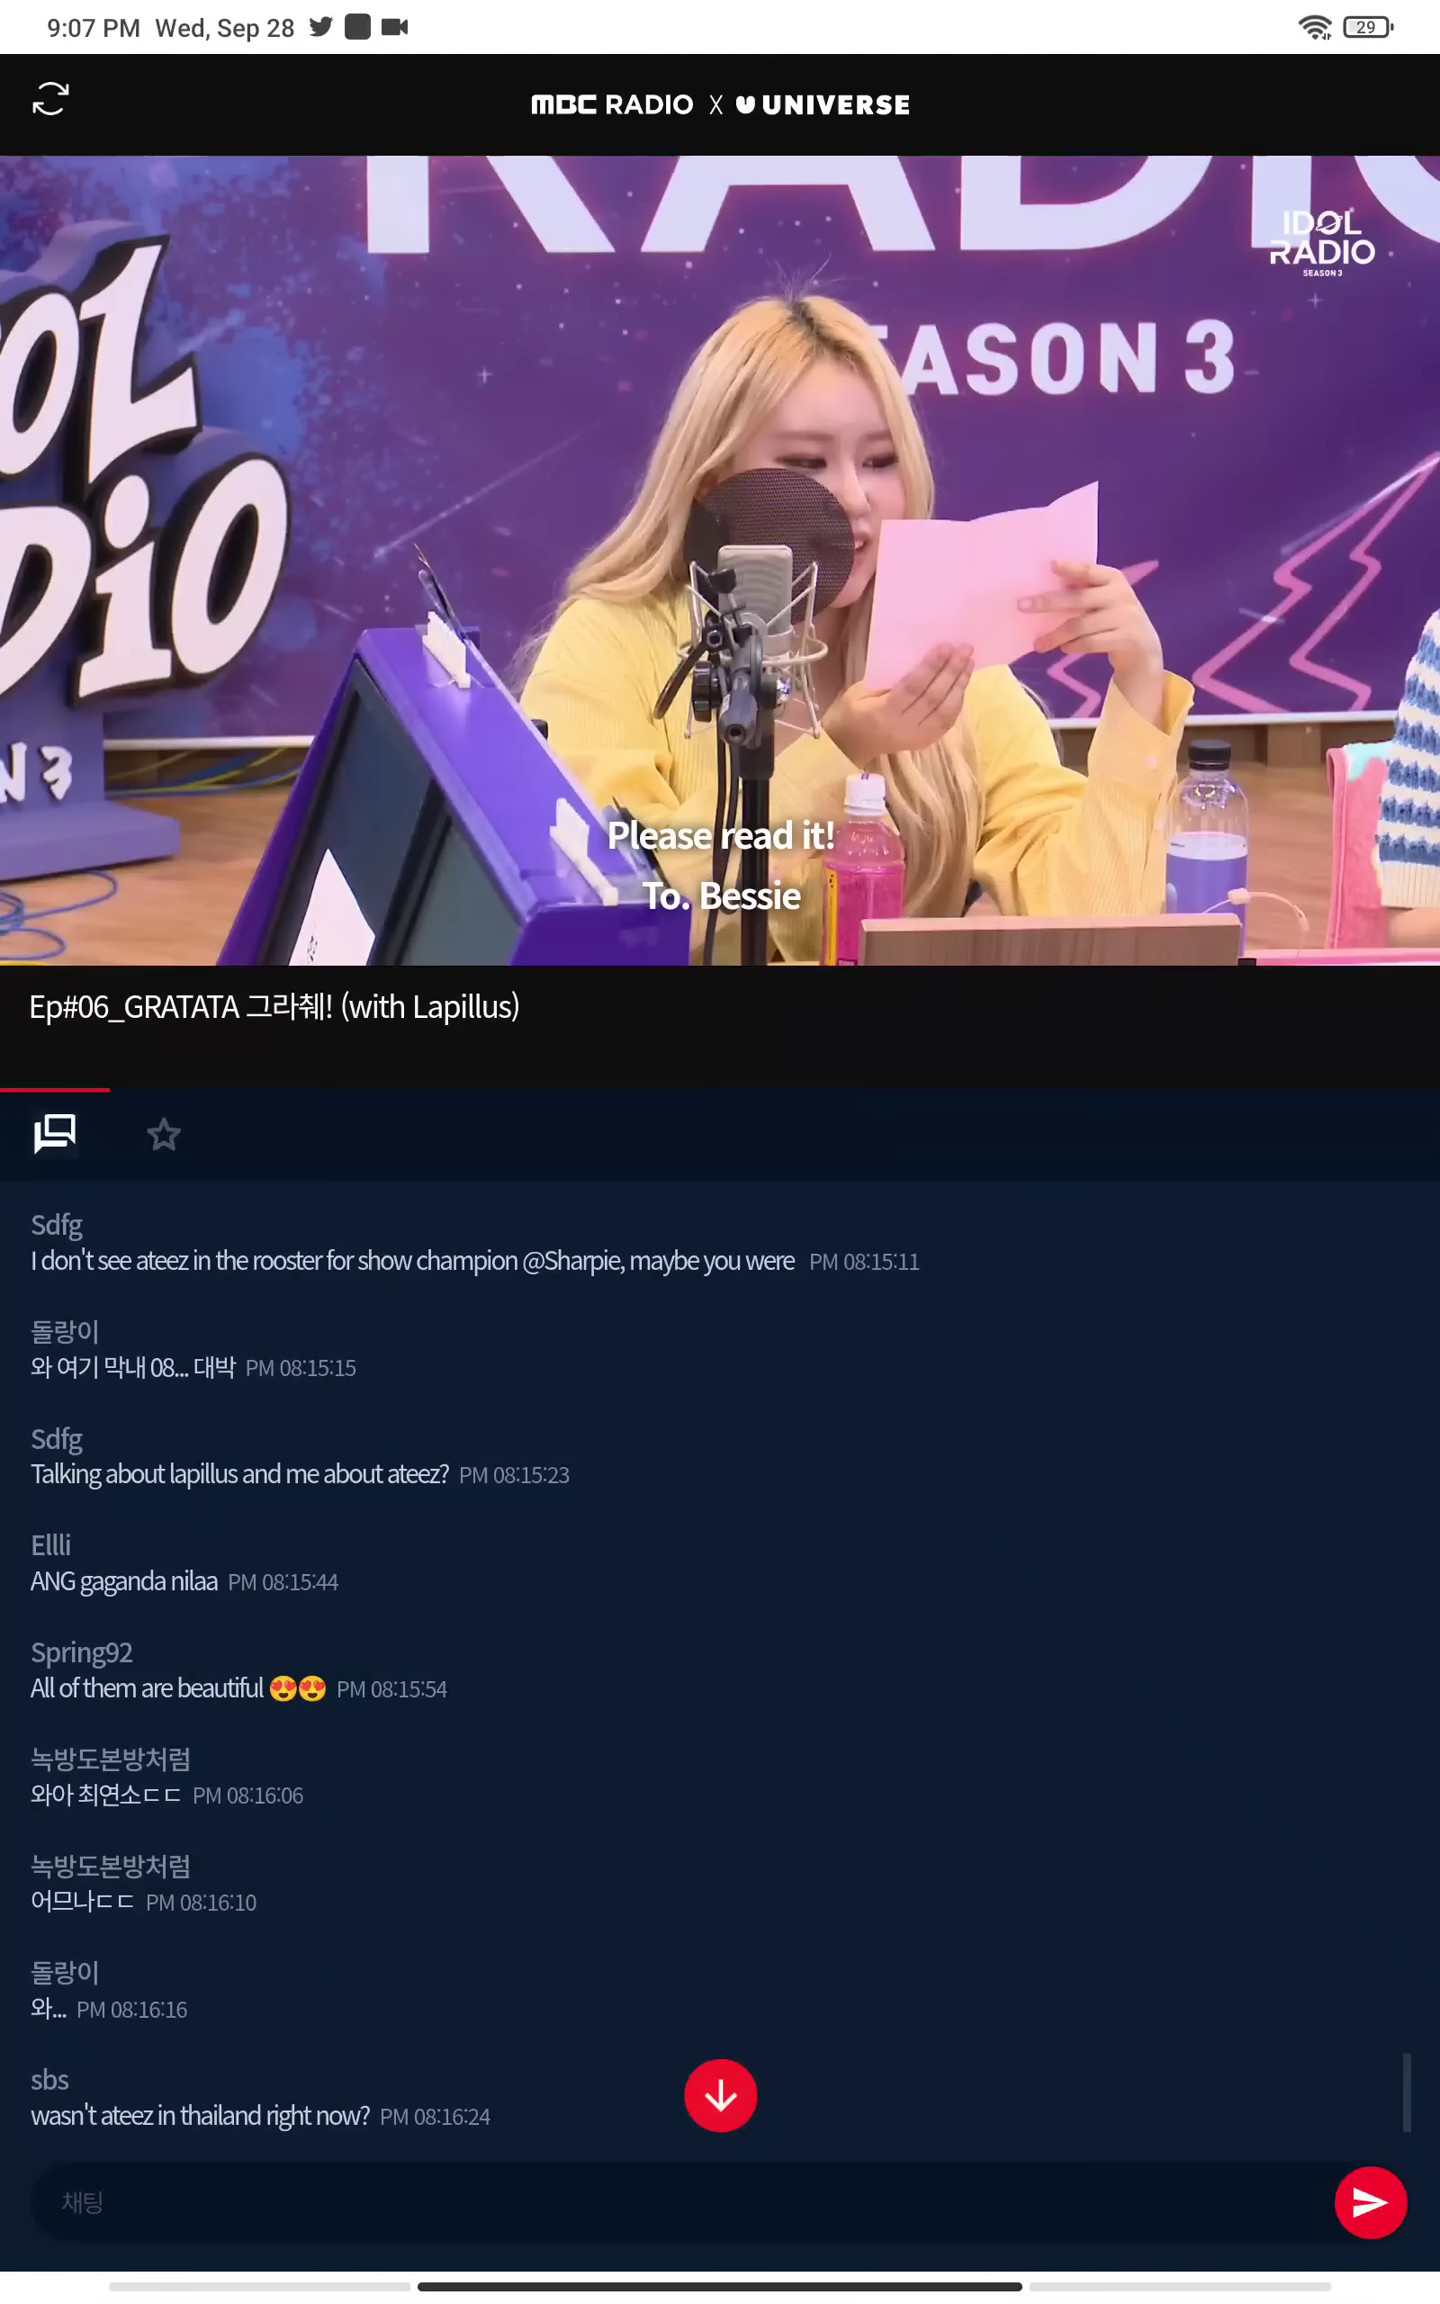 9:07 PM Wed, Sep 28
29
MBC RADIO X UNIVERSE
RADIO
IDOL
RADIO
SEASON 3
EASON 3
OL
DiO
N 3
Please read it!
To. Bessie
Ep#06_GRATATA 그라췌! (with Lapillus)
Sdfg
I don't see ateez in the rooster for show champion @Sharpie, maybe you were PM 08:15:11
돌랑이
와 여기 막내 08... 대박 PM 08:15:15
Sdfg
Talking about lapillus and me about ateez? PM 08:15:23
Ellli
ANG gaganda nilaa PM 08:15:44
Spring92
All of them are beautiful 😍😍 PM 08:15:54
녹방도본방처럼
와아 최연소ㄷㄷ PM 08:16:06
녹방도본방처럼
어므나ㄷㄷ PM 08:16:10
돌랑이
와... PM 08:16:16
sbs
wasn't ateez in thailand right now? PM 08:16:24
채팅